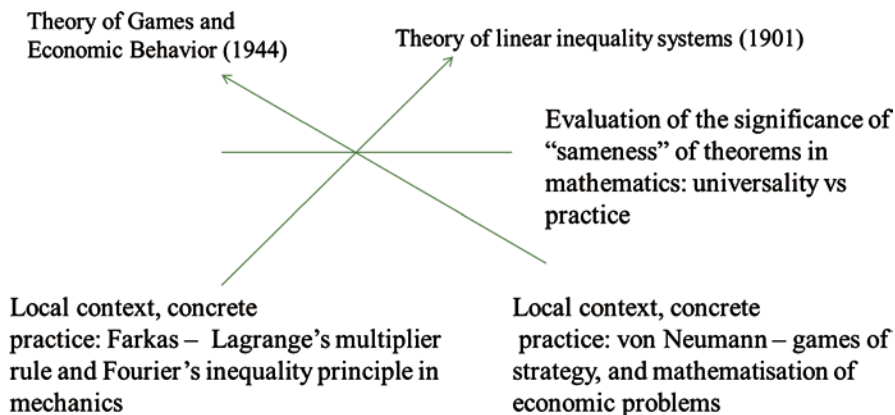 Theory of Games and
Economic Behavior (1944)
Theory of linear inequality systems (1901)
Evaluation of the significance of
“sameness” of theorems in
mathematics: universality vs
practice
Local context, concrete
practice: Farkas – Lagrange’s multiplier
rule and Fourier’s inequality principle in
mechanics
Local context, concrete
practice: von Neumann – games of
strategy, and mathematisation of
economic problems